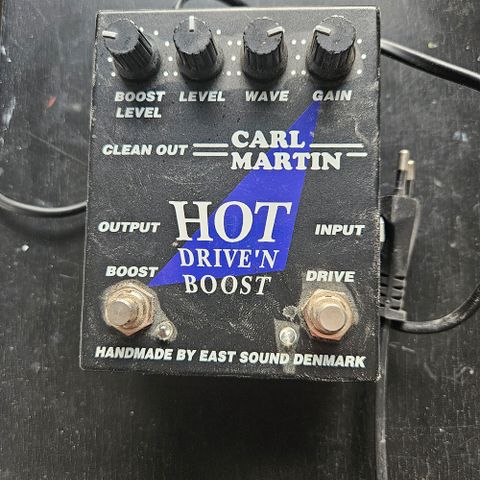 BOOST LEVEL WAVE GAIN
LEVEL
CLEAN OUT CARL
MARTIN
OUTPUT HOT INPUT
DRIVE'N
BOOST BOOST DRIVE
HANDMADE BY EAST SOUND DENMARK